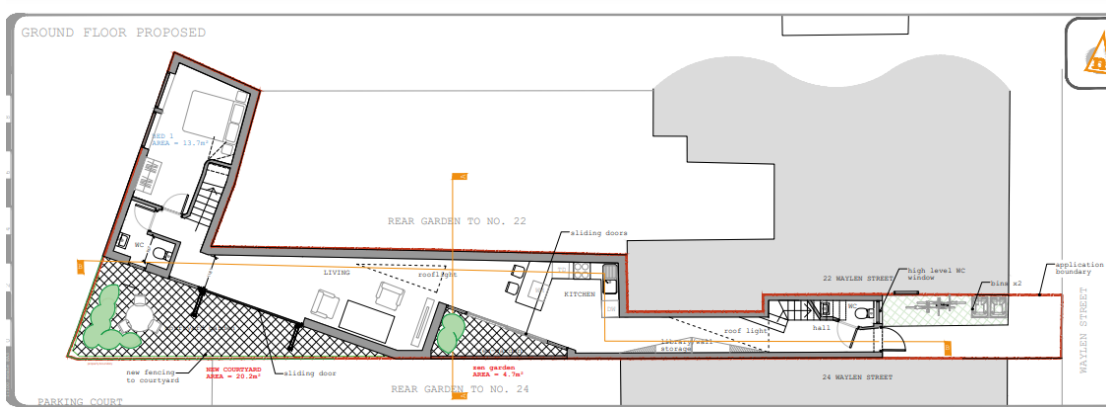 GROUND FLOOR PROPOSED
BED 1
AREA = 13.7m²
REAR GARDEN TO NO. 22
sliding doors
WC
LIVING
rooflight
KITCHEN
DW
22 WAYLEN STREET
high level WC
window
application
boundary
bins x2
WC
hall
roof light
storage
WAYLEN STREET
new fencing
to courtyard
NEW COURTYARD
AREA = 20.2m²
sliding door
zen garden
AREA = 4.7m²
24 WAYLEN STREET
REAR GARDEN TO NO. 24
PARKING COURT